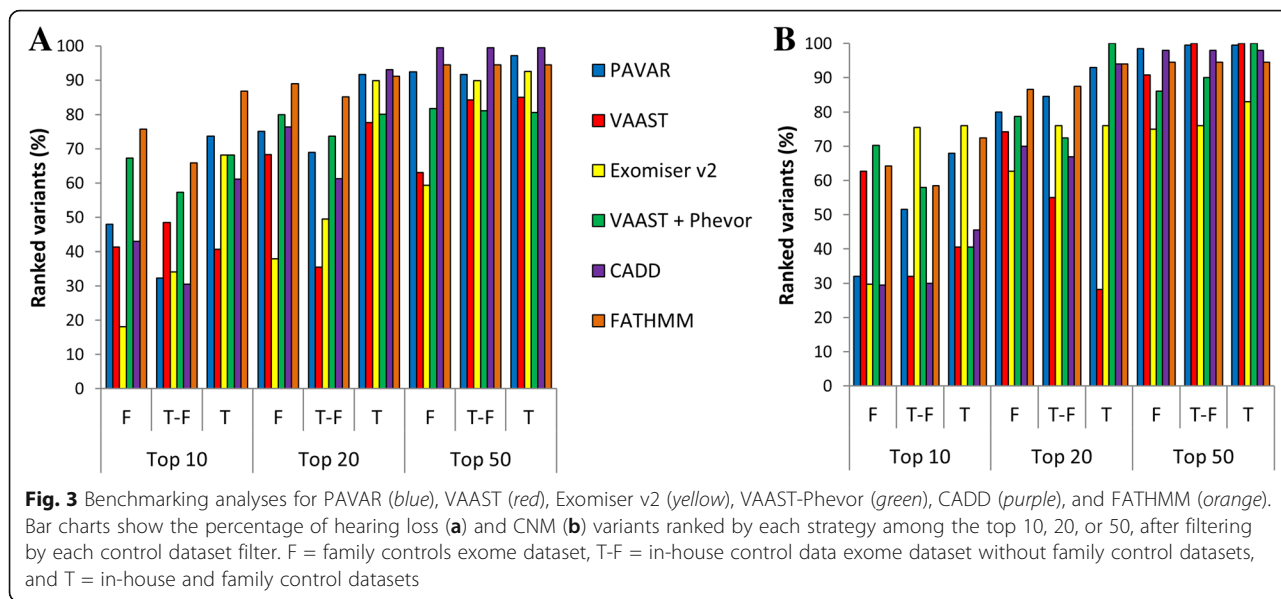 A
B
100
90
80
70
60
50
40
30
20
10
0
Ranked variants (%)
F T-F T F T-F T F T-F T
Top 10 Top 20 Top 50
PAVAR
VAAST
Exomiser v2
VAAST + Phevor
CADD
FATHMM
100
90
80
70
60
50
40
30
20
10
0
Ranked variants (%)
F T-F T F T-F T F T-F T
Top 10 Top 20 Top 50
Fig. 3 Benchmarking analyses for PAVAR (blue), VAAST (red), Exomiser v2 (yellow), VAAST-Phevor (green), CADD (purple), and FATHMM (orange).
Bar charts show the percentage of hearing loss (a) and CNM (b) variants ranked by each strategy among the top 10, 20, or 50, after filtering
by each control dataset filter. F = family controls exome dataset, T-F = in-house control data exome dataset without family control datasets,
and T = in-house and family control datasets